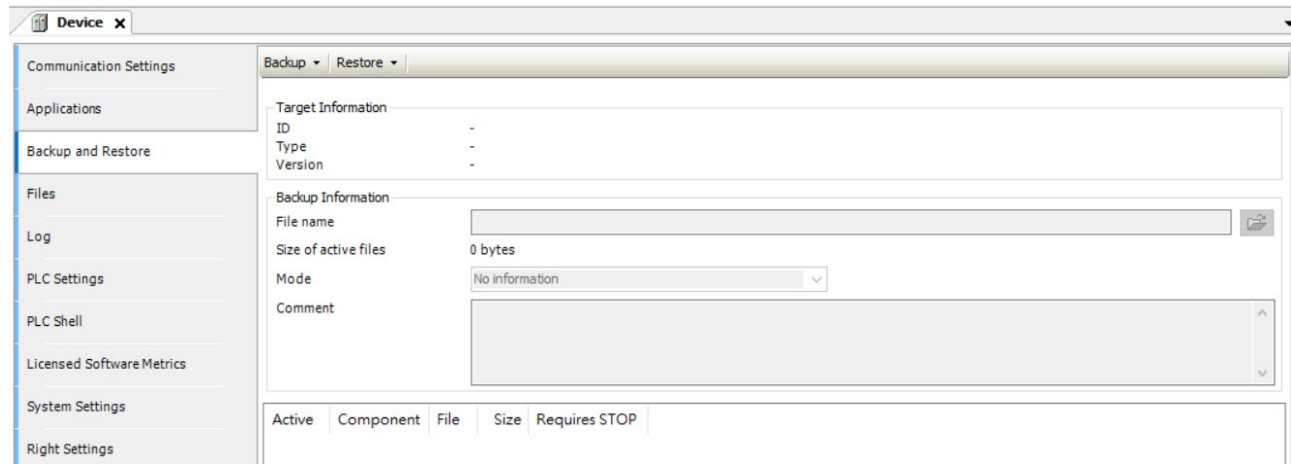 Device
Communication Settings
Applications
Backup and Restore
Files
Log
PLC Settings
PLC Shell
Licensed Software Metrics
System Settings
Right Settings
Backup Restore
Target Information
ID -
Type -
Version -
Backup Information
File name
Size of active files 0 bytes
Mode No information
Comment
Active Component File Size Requires STOP